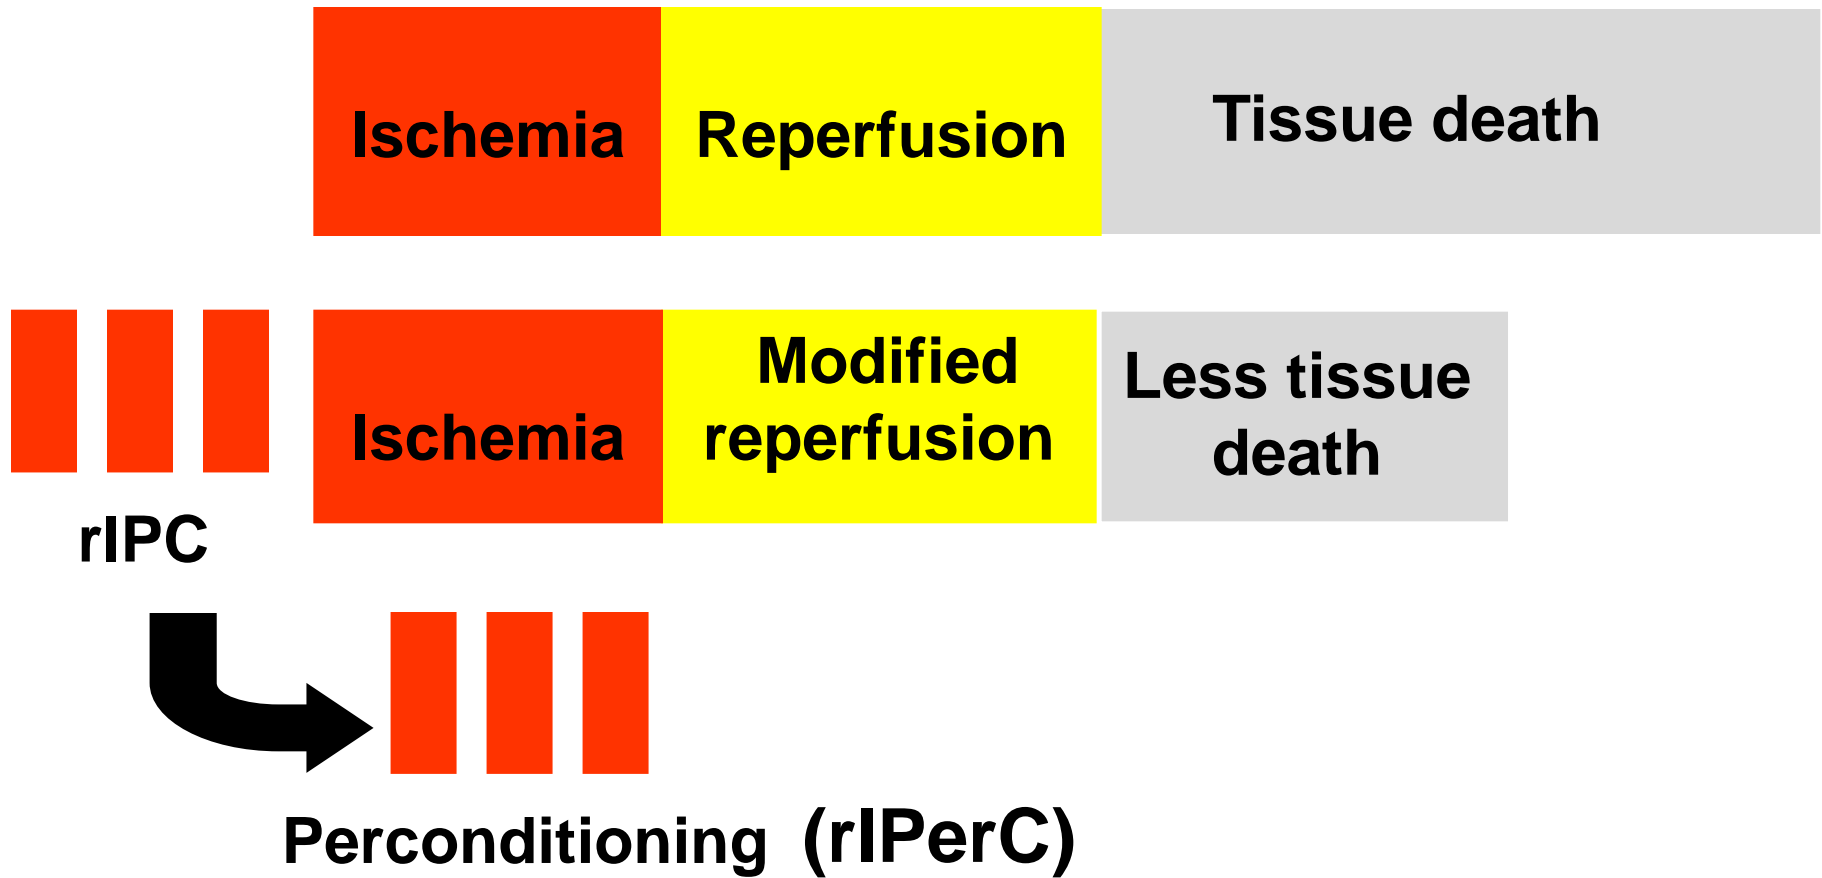 Ischemia
Reperfusion
Tissue death
Ischemia
Modified
reperfusion
Less tissue
death
rIPC
Perconditioning (rIPerC)